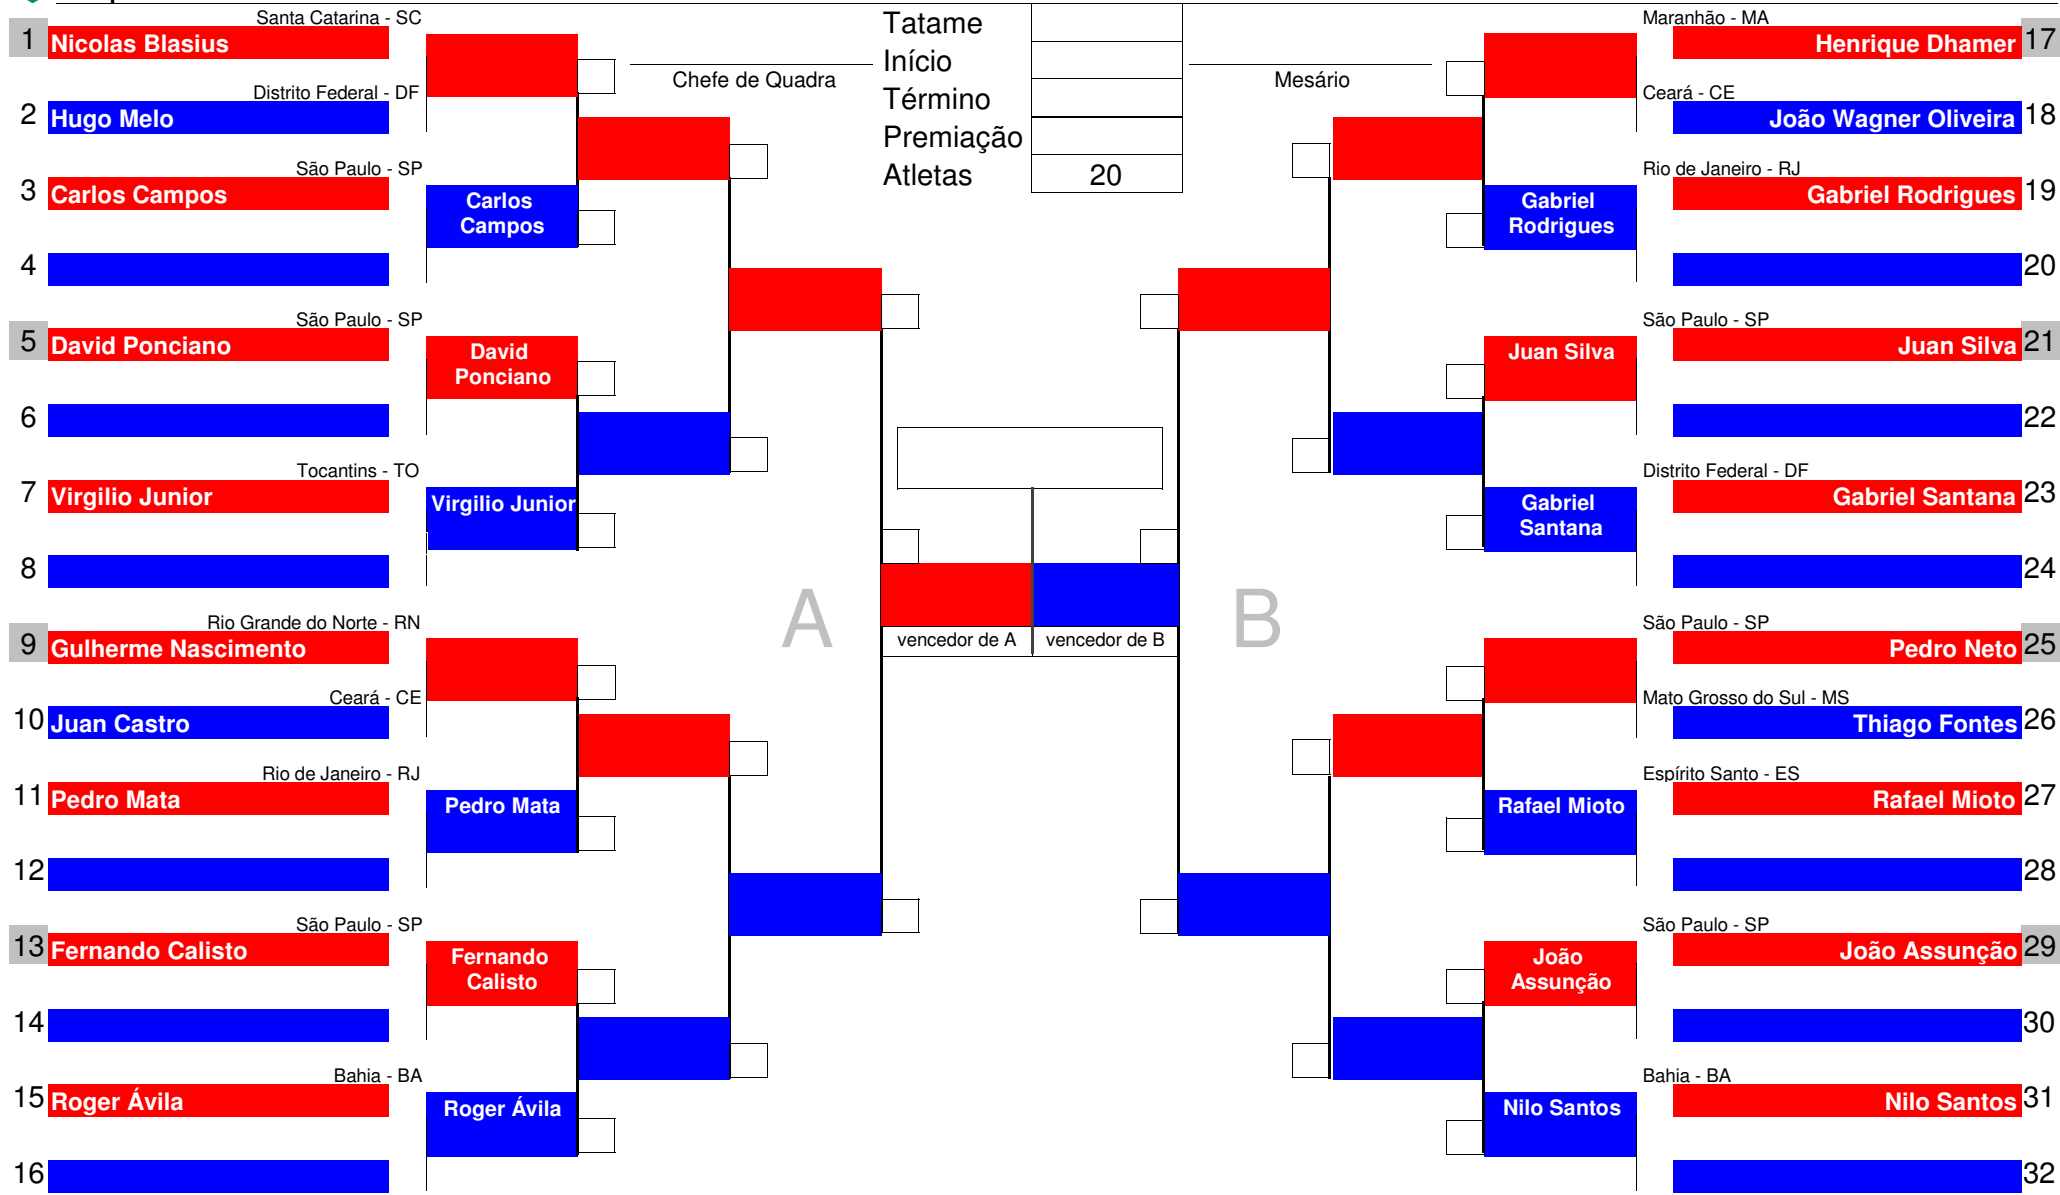 Santa Catarina - SC
1 Nicolas Blasius
Distrito Federal - DF
2 Hugo Melo
São Paulo - SP
3 Carlos Campos
4
São Paulo - SP
5 David Ponciano
6
Tocantins - TO
7 Virgilio Junior
8
Rio Grande do Norte - RN
9 Gulherme Nascimento
Ceará - CE
10 Juan Castro
Rio de Janeiro - RJ
11 Pedro Mata
12
São Paulo - SP
13 Fernando Calisto
14
Bahia - BA
15 Roger Ávila
16
Carlos
Campos
David
Ponciano
Virgilio Junior
Pedro Mata
Fernando
Calisto
Roger Ávila
Chefe de Quadra
Tatame
Início
Término
Premiação
Atletas 20
Mesário
A
vencedor de A
vencedor de B
B
Gabriel
Rodrigues
Juan Silva
Gabriel
Santana
Rafael Mioto
João
Assunção
Nilo Santos
Maranhão - MA
Henrique Dhamer 17
Ceará - CE
João Wagner Oliveira 18
Rio de Janeiro - RJ
Gabriel Rodrigues 19
20
São Paulo - SP
Juan Silva 21
22
Distrito Federal - DF
Gabriel Santana 23
24
São Paulo - SP
Pedro Neto 25
Mato Grosso do Sul - MS
Thiago Fontes 26
Espírito Santo - ES
Rafael Mioto 27
28
São Paulo - SP
João Assunção 29
30
Bahia - BA
Nilo Santos 31
32